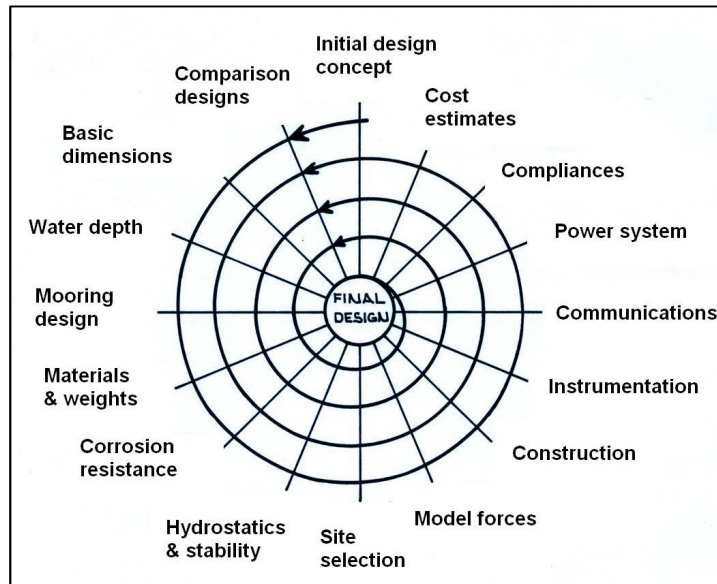 Initial design
concept
Comparison
designs
Basic
dimensions
Water depth
Mooring
design
Materials
& weights
Corrosion
resistance
Hydrostatics
& stability
Site
selection
Model forces
Construction
Instrumentation
Communications
Power system
Compliances
Cost
estimates
FINAL
DESIGN